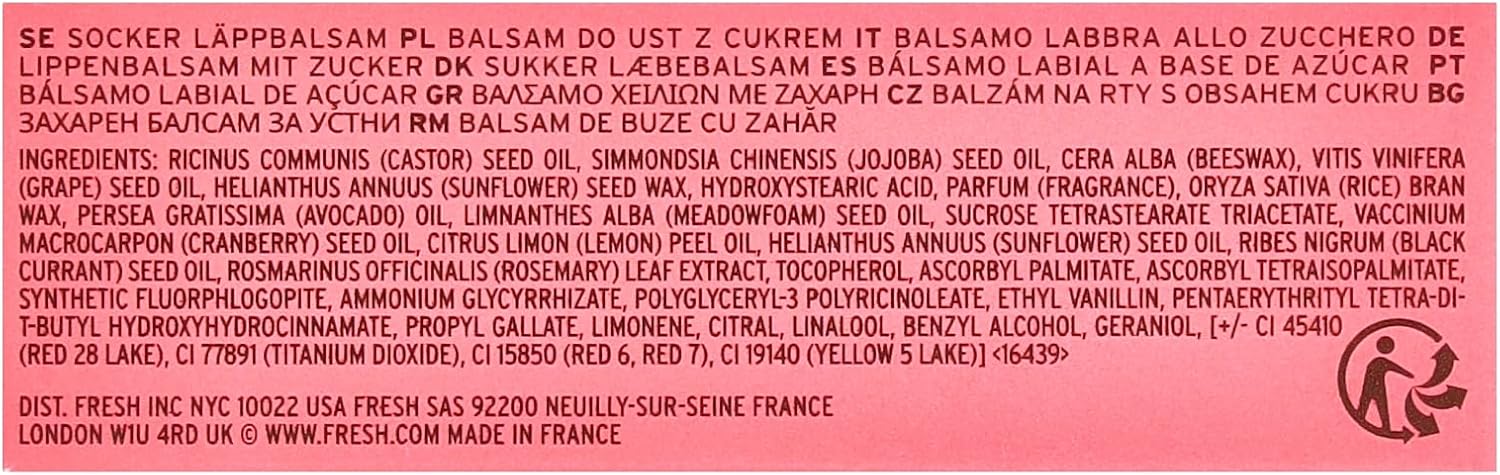 SE SOCKER LÄPPBALSAM PL BALSAM DO UST Z CUKREM IT BALSAMO LABBRA ALLO ZUCCHERO DE
LIPPENBALSAM MIT ZUCKER DK SUKKER LÆBEBALSAM ES BÁLSAMO LABIAL A BASE DE AZÚCAR PT
BÁLSAMO LABIAL DE AÇÚCAR GR ΒΑΛΣΑΜΟ ΧΕΙΛΙΩΝ ΜΕ ΖΑΧΑΡΗ CZ BALZÁM NA RTY S OBSAHEM CUKRU BG
ЗАХАРЕН БАЛСАМ ЗА УСТНИ RM BALSAM DE BUZE CU ZAHĂR
INGREDIENTS: RICINUS COMMUNIS (CASTOR) SEED OIL, SIMMONDSIA CHINENSIS (JOJOBA) SEED OIL, CERA ALBA (BEESWAX), VITIS VINIFERA
(GRAPE) SEED OIL, HELIANTHUS ANNUUS (SUNFLOWER) SEED WAX, HYDROXYSTEARIC ACID, PARFUM (FRAGRANCE), ORYZA SATIVA (RICE) BRAN
WAX, PERSEA GRATISSIMA (AVOCADO) OIL, LIMNANTHES ALBA (MEADOWFOAM) SEED OIL, SUCROSE TETRASTEARATE TRIACETATE, VACCINIUM
MACROCARPON (CRANBERRY) SEED OIL, CITRUS LIMON (LEMON) PEEL OIL, HELIANTHUS ANNUUS (SUNFLOWER) SEED OIL, RIBES NIGRUM (BLACK
CURRANT) SEED OIL, ROSMARINUS OFFICINALIS (ROSEMARY) LEAF EXTRACT, TOCOPHEROL, ASCORBYL PALMITATE, ASCORBYL TETRAISOPALMITATE,
SYNTHETIC FLUORPHLOGOPITE, AMMONIUM GLYCYRRHIZATE, POLYGLYCERYL-3 POLYRICINOLEATE, ETHYL VANILLIN, PENTAERYTHRITYL TETRA-DI-
T-BUTYL HYDROXYHYDROCINNAMATE, PROPYL GALLATE, LIMONENE, CITRAL, LINALOOL, BENZYL ALCOHOL, GERANIOL, [+/- CI 45410
(RED 28 LAKE), CI 77891 (TITANIUM DIOXIDE), CI 15850 (RED 6, RED 7), CI 19140 (YELLOW 5 LAKE)] <16439>
DIST. FRESH INC NYC 10022 USA FRESH SAS 92200 NEUILLY-SUR-SEINE FRANCE
LONDON W1U 4RD UK © WWW.FRESH.COM MADE IN FRANCE